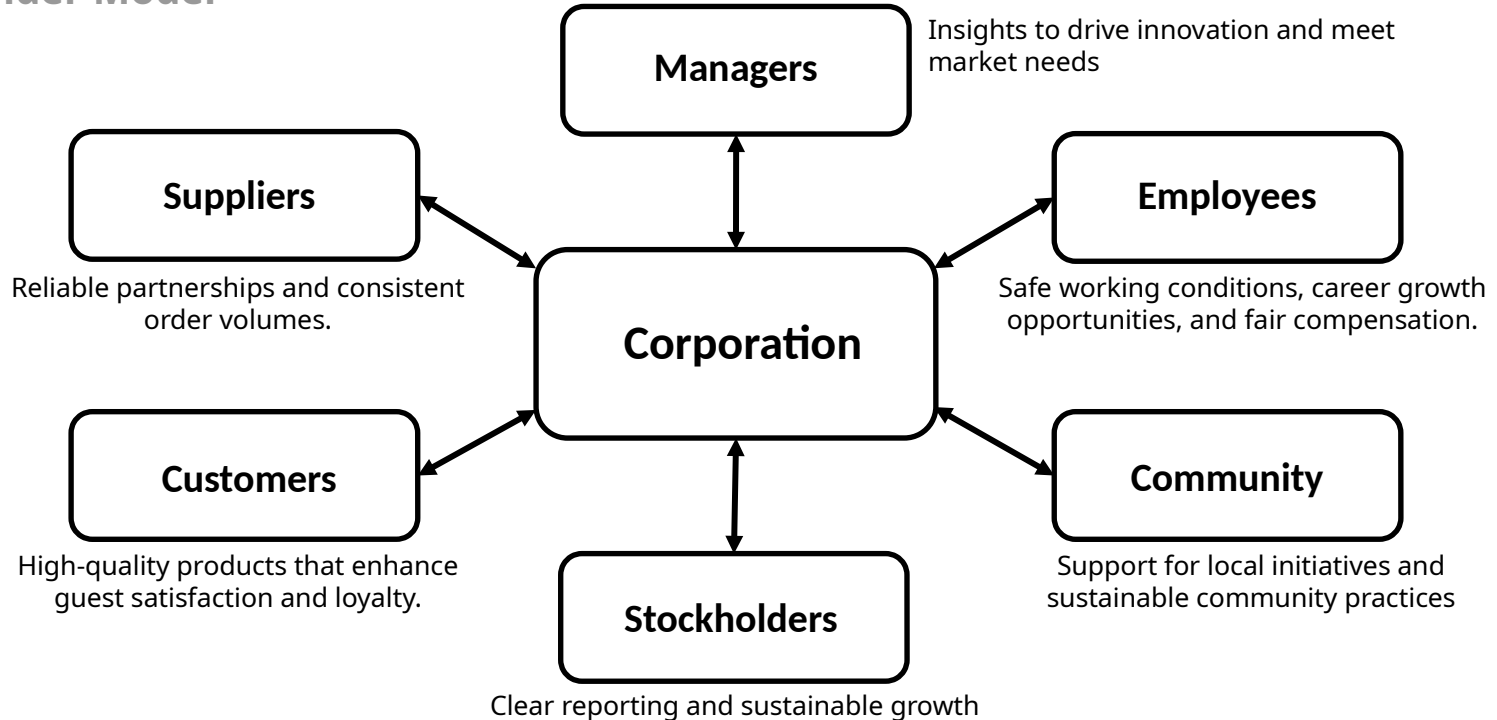 Model
Managers
Insights to drive innovation and meet
market needs
Suppliers
Employees
Reliable partnerships and consistent
order volumes.
Safe working conditions, career growth
opportunities, and fair compensation.
Corporation
Customers
Community
High-quality products that enhance
guest satisfaction and loyalty.
Support for local initiatives and
sustainable community practices
Stockholders
Clear reporting and sustainable growth